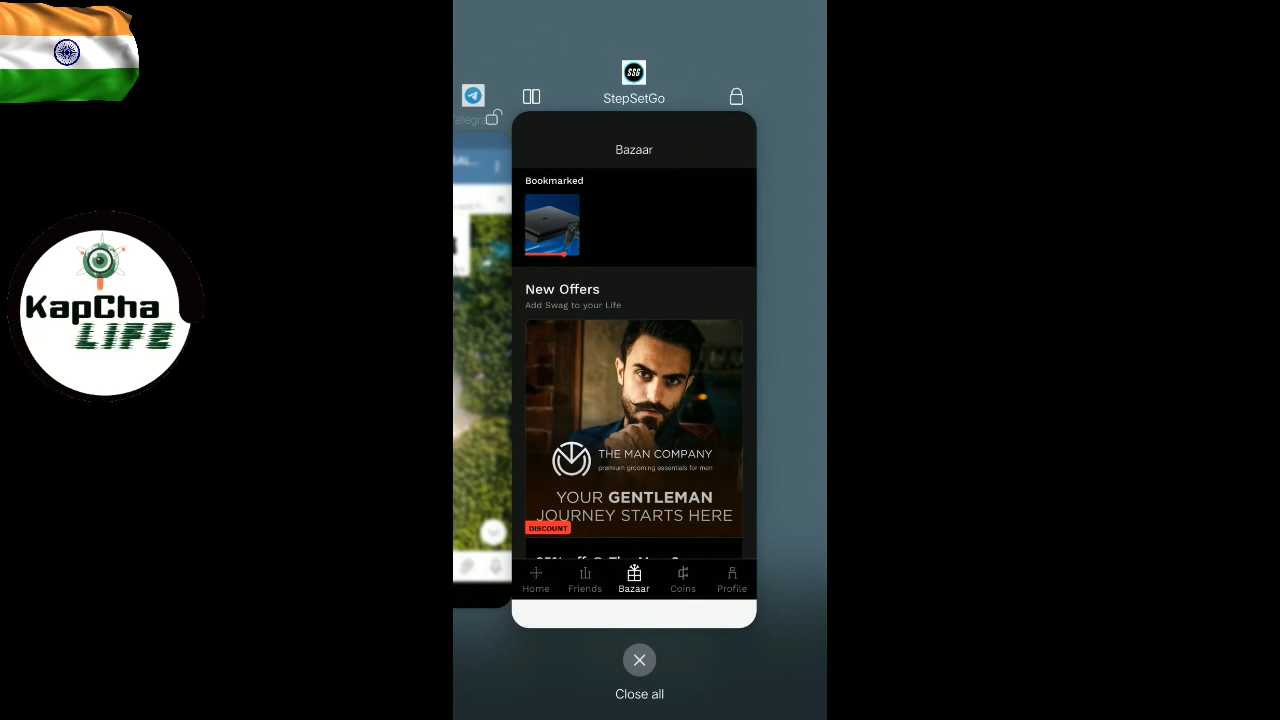 KapCha
LIFE
SSG
StepSetGo
Bazaar
Bookmarked
New Offers
Add Swag to your Life
THE MAN COMPANY
premium grooming essentials for men
YOUR GENTLEMAN
JOURNEY STARTS HERE
DISCOUNT
Home
Friends
Bazaar
Coins
Profile
Close all